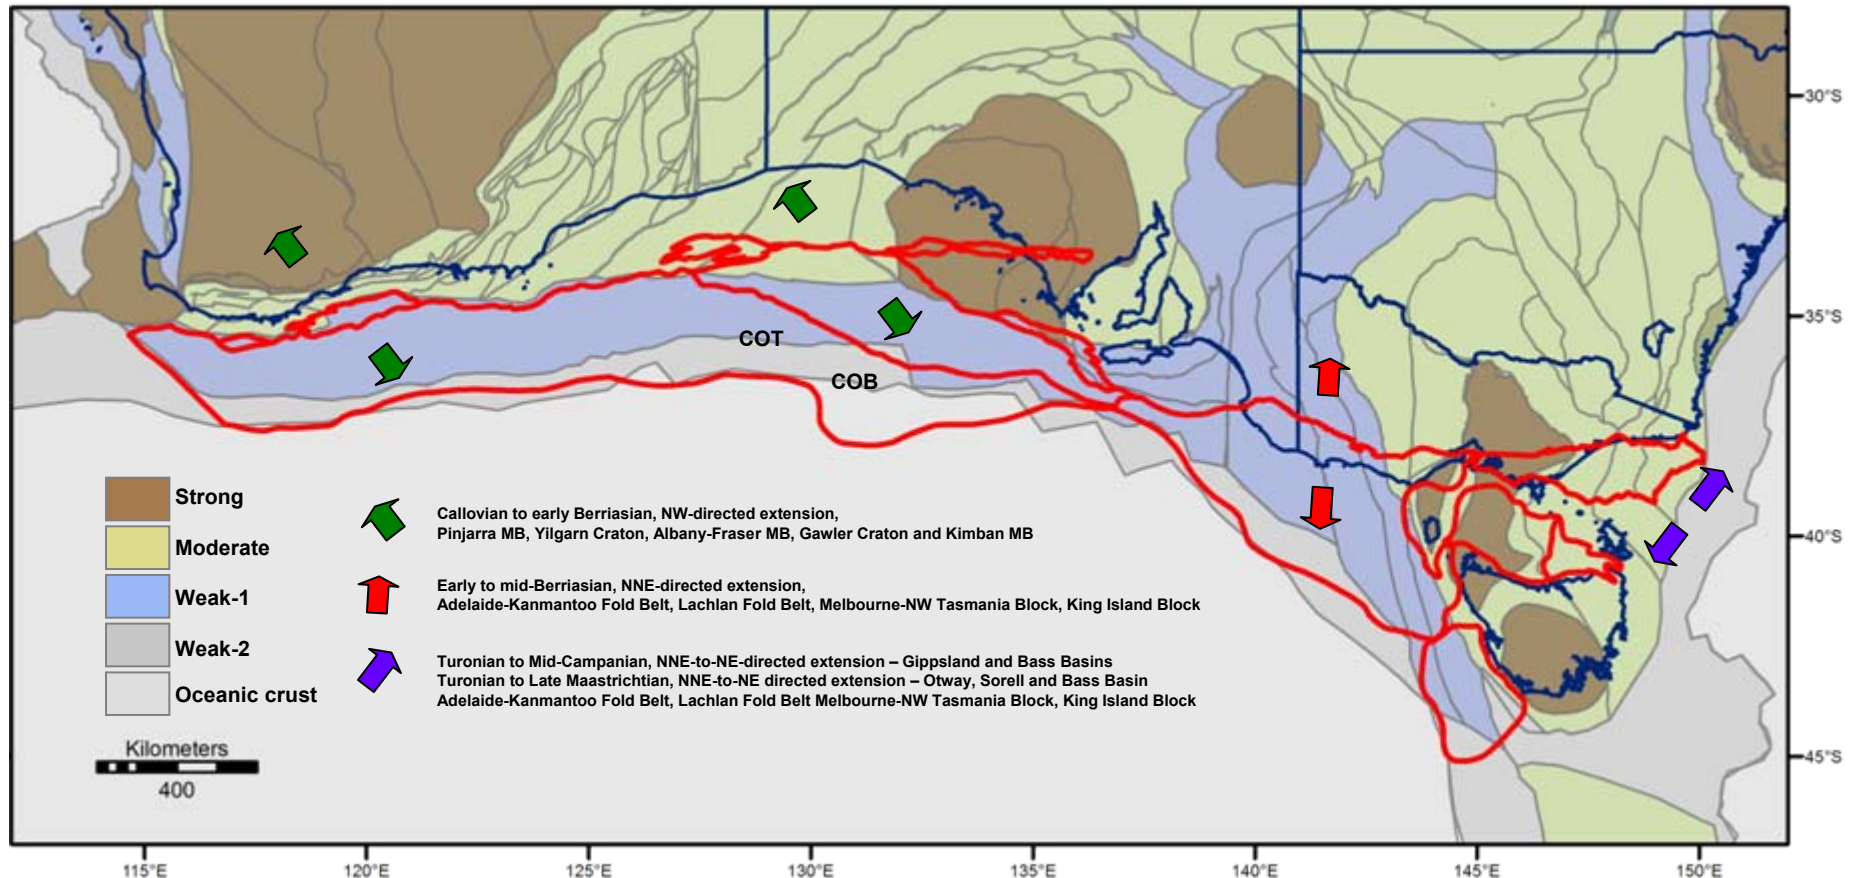 30°S
35°S
COT
COB
40°S
45°S
Strong
Moderate
Weak-1
Weak-2
Oceanic crust
Callovian to early Berriasian, NW-directed extension,
Pinjarra MB, Yilgarn Craton, Albany-Fraser MB, Gawler Craton and Kimban MB
Early to mid-Berriasian, NNE-directed extension,
Adelaide-Kanmantoo Fold Belt, Lachlan Fold Belt, Melbourne-NW Tasmania Block, King Island Block
Turonian to Mid-Campanian, NNE-to-NE-directed extension – Gippsland and Bass Basins
Turonian to Late Maastrichtian, NNE-to-NE directed extension – Otway, Sorell and Bass Basin
Adelaide-Kanmantoo Fold Belt, Lachlan Fold Belt Melbourne-NW Tasmania Block, King Island Block
Kilometers
400
115°E
120°E
125°E
130°E
135°E
140°E
145°E
150°E